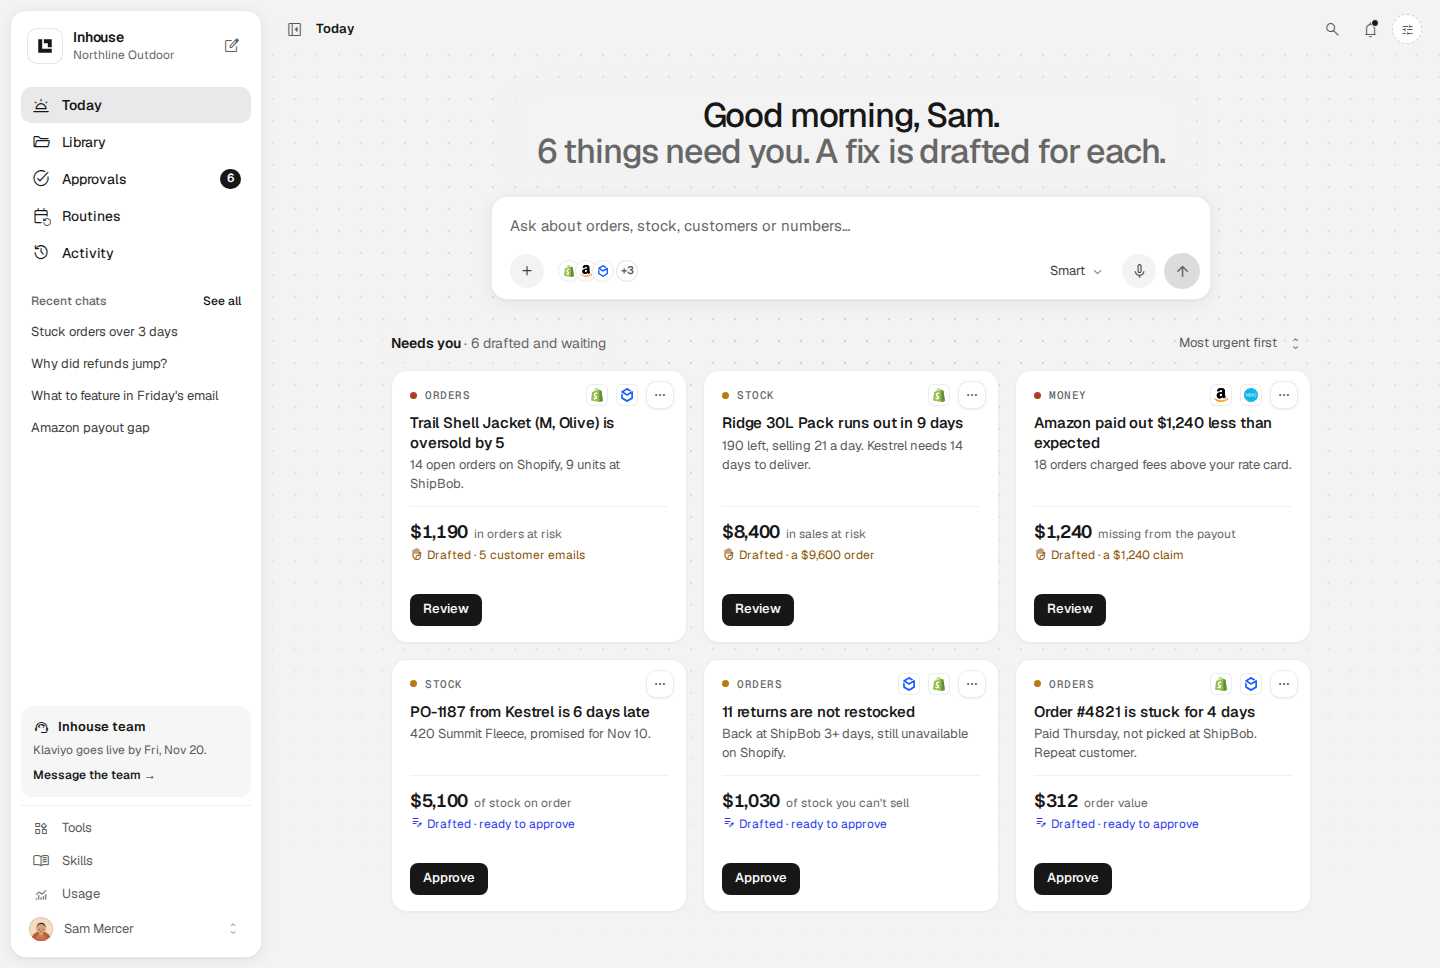 Inhouse
Northline Outdoor
Today
Library
Approvals 6
Routines
Activity
Recent chats See all
Stuck orders over 3 days
Why did refunds jump?
What to feature in Friday's email
Amazon payout gap
Inhouse team
Klaviyo goes live by Fri, Nov 20.
Message the team →
Tools
Skills
Usage
Sam Mercer
Today
Good morning, Sam.
6 things need you. A fix is drafted for each.
Ask about orders, stock, customers or numbers...
+3
Smart
Needs you · 6 drafted and waiting
Most urgent first
ORDERS
Trail Shell Jacket (M, Olive) is
oversold by 5
14 open orders on Shopify, 9 units at
ShipBob.
$1,190 in orders at risk
Drafted · 5 customer emails
Review
STOCK
Ridge 30L Pack runs out in 9 days
190 left, selling 21 a day. Kestrel needs 14
days to deliver.
$8,400 in sales at risk
Drafted · a $9,600 order
Review
MONEY
Amazon paid out $1,240 less than
expected
18 orders charged fees above your rate card.
$1,240 missing from the payout
Drafted · a $1,240 claim
Review
STOCK
PO-1187 from Kestrel is 6 days late
420 Summit Fleece, promised for Nov 10.
$5,100 of stock on order
Drafted · ready to approve
Approve
ORDERS
11 returns are not restocked
Back at ShipBob 3+ days, still unavailable
on Shopify.
$1,030 of stock you can't sell
Drafted · ready to approve
Approve
ORDERS
Order #4821 is stuck for 4 days
Paid Thursday, not picked at ShipBob.
Repeat customer.
$312 order value
Drafted · ready to approve
Approve